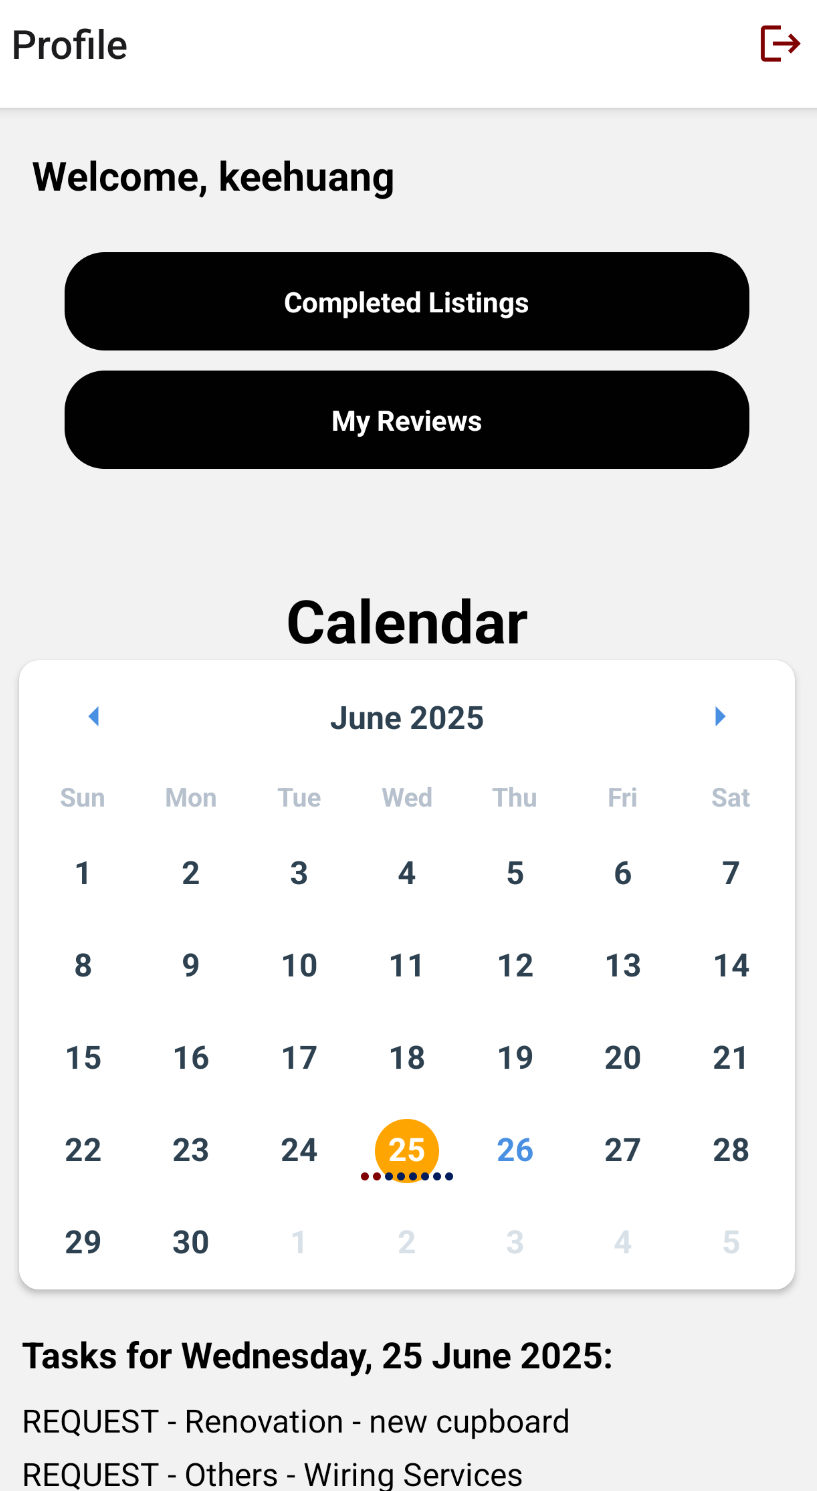 Profile
Welcome, keehuang
Completed Listings
My Reviews
Calendar
June 2025
Sun Mon Tue Wed Thu Fri Sat
1 2 3 4 5 6 7
8 9 10 11 12 13 14
15 16 17 18 19 20 21
22 23 24 25 26 27 28
29 30 1 2 3 4 5
Tasks for Wednesday, 25 June 2025:
REQUEST - Renovation - new cupboard
REQUEST - Others - Wiring Services